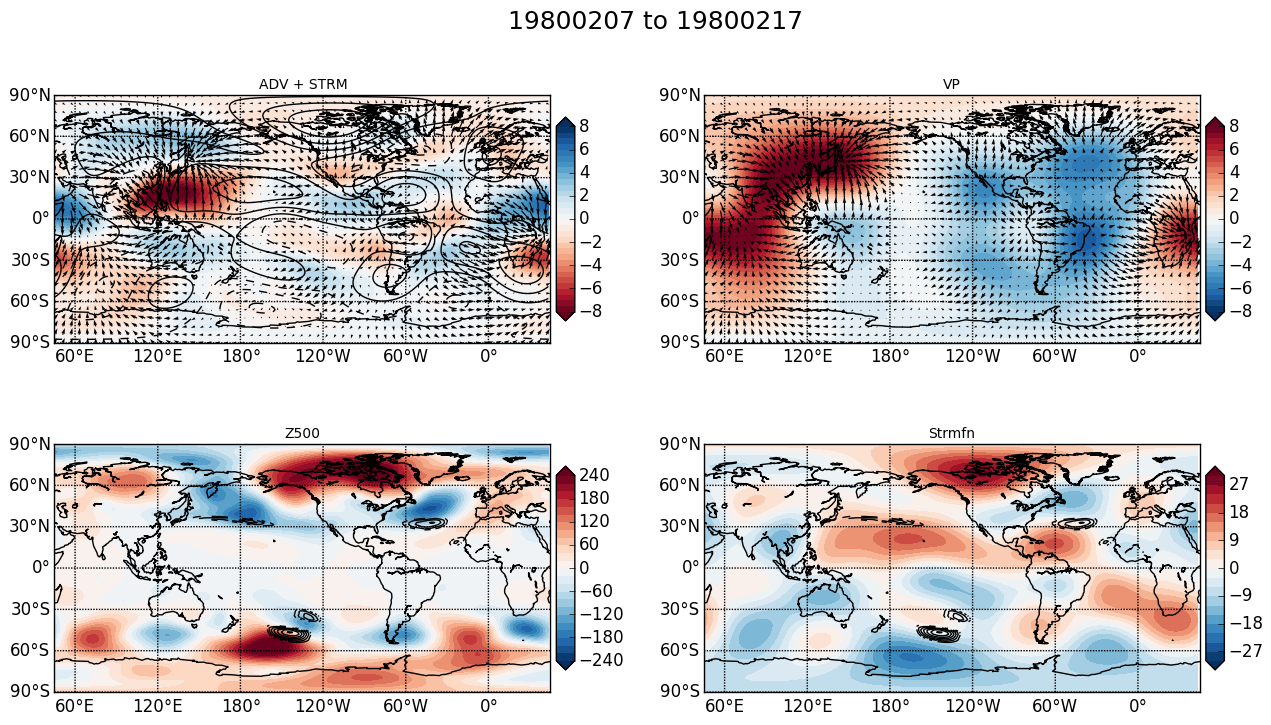 19800207 to 19800217
ADV + STRM
90°N
60°N
30°N
0°
30°S
60°S
90°S
60°E 120°E 180° 120°W 60°W 0°
8
6
4
2
0
−2
−4
−6
−8
VP
90°N
60°N
30°N
0°
30°S
60°S
90°S
60°E 120°E 180° 120°W 60°W 0°
8
6
4
2
0
−2
−4
−6
−8
Z500
90°N
60°N
30°N
0°
30°S
60°S
90°S
60°E 120°E 180° 120°W 60°W 0°
240
180
120
60
0
−60
−120
−180
−240
Strmfn
90°N
60°N
30°N
0°
30°S
60°S
90°S
60°E 120°E 180° 120°W 60°W 0°
27
18
9
0
−9
−18
−27